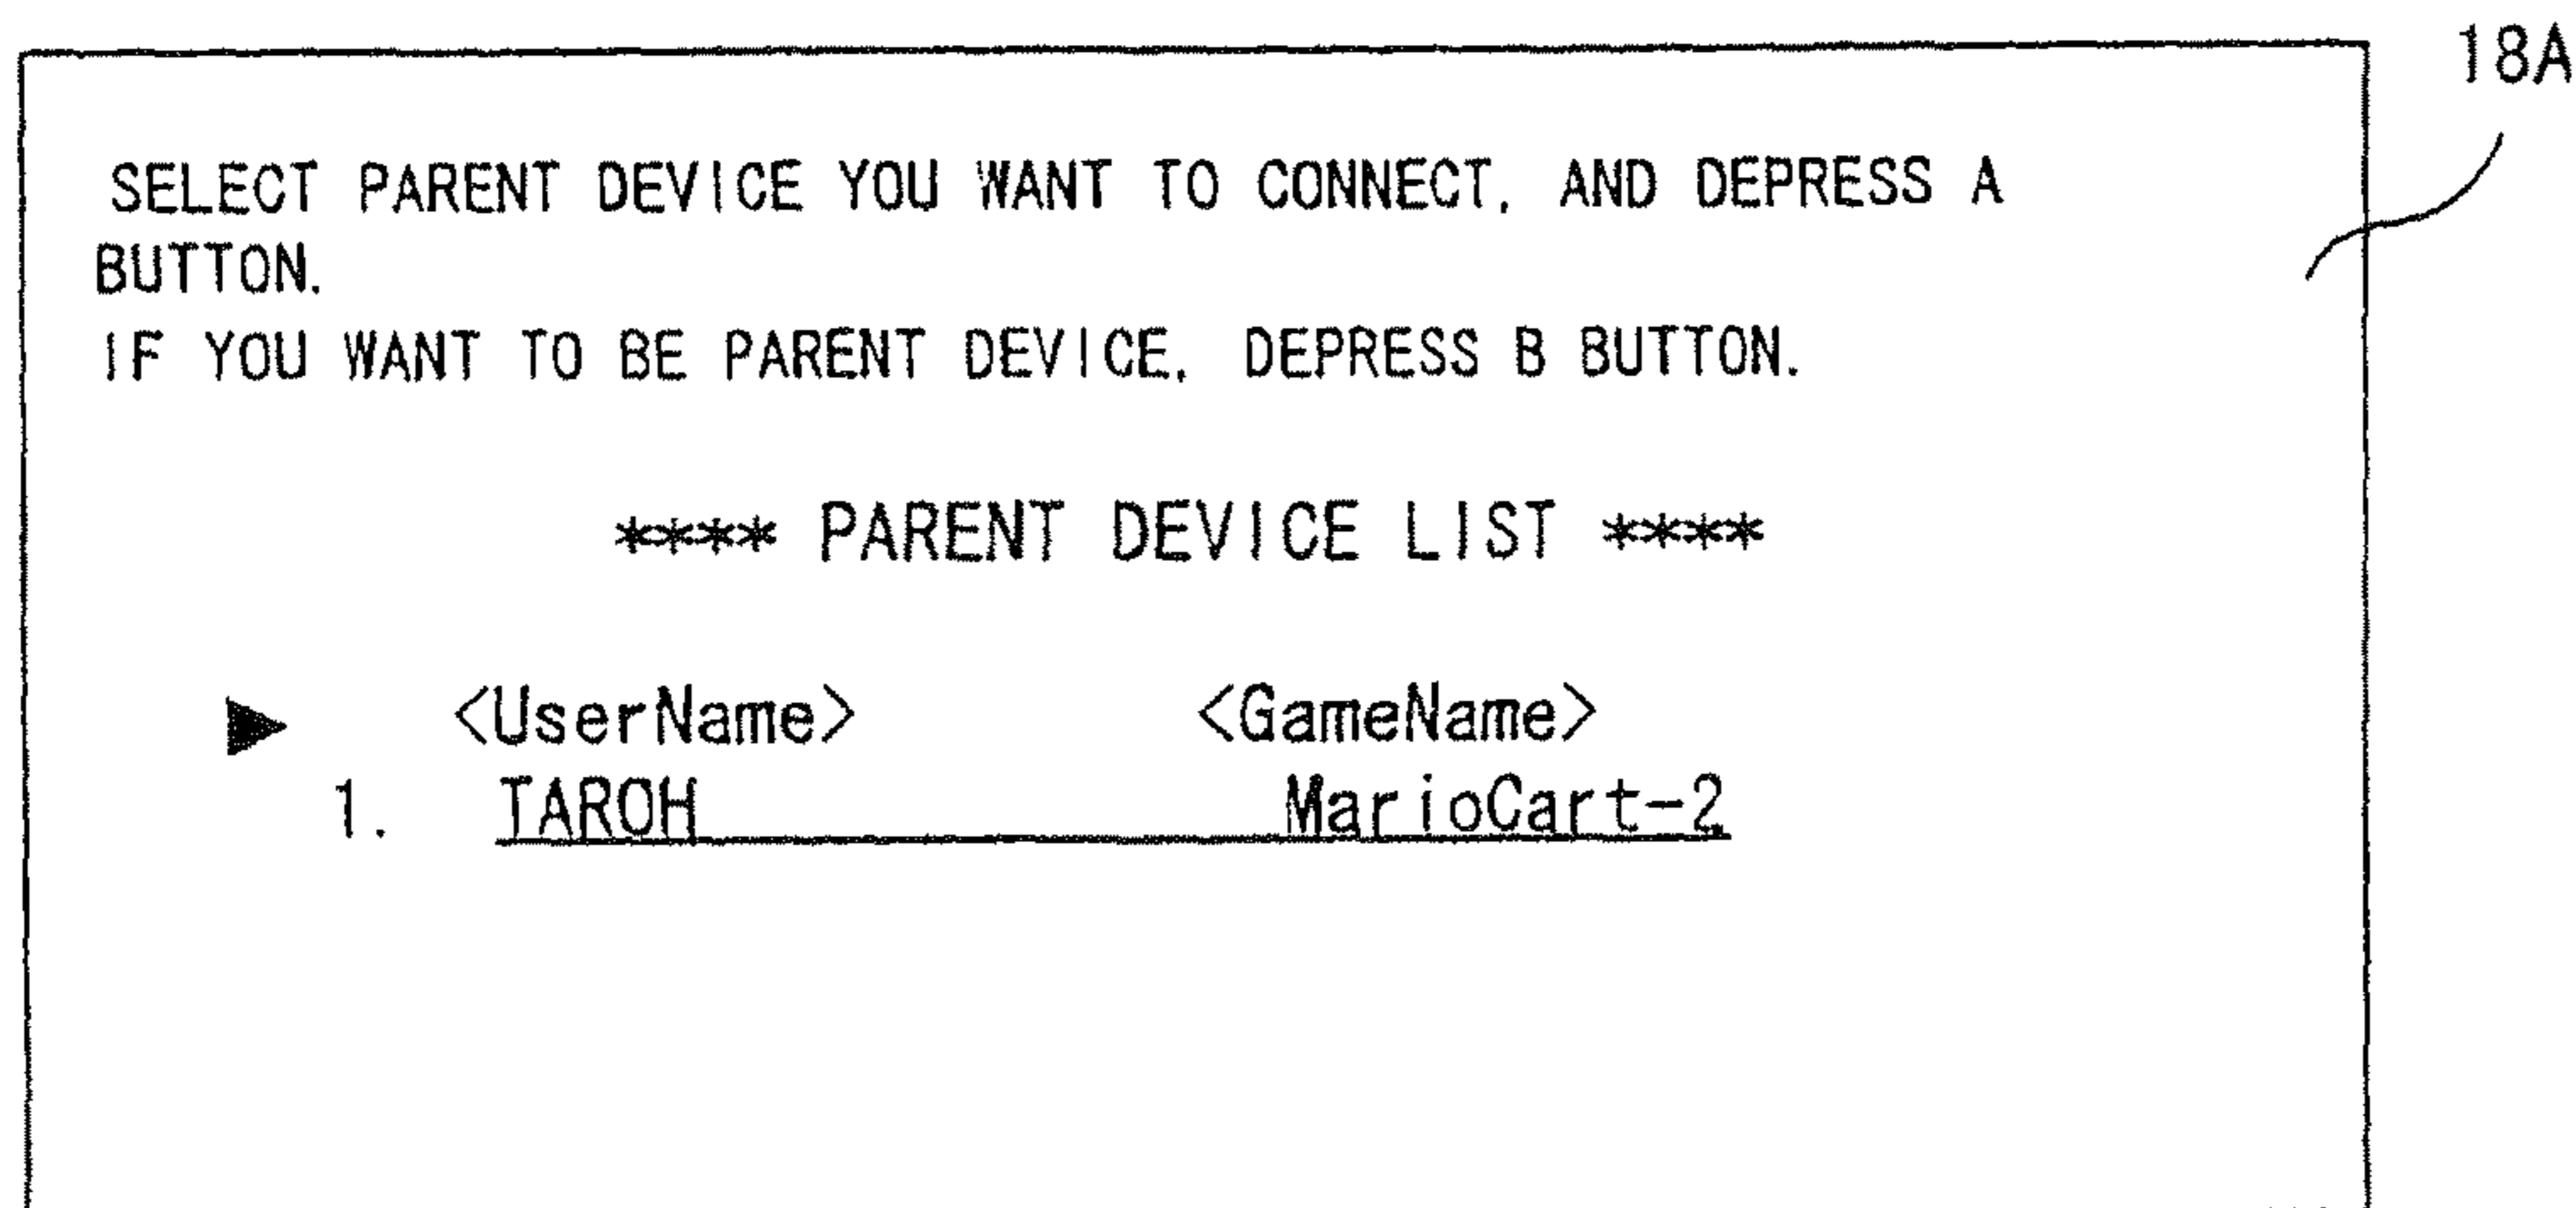 18A
SELECT PARENT DEVICE YOU WANT TO CONNECT, AND DEPRESS A
BUTTON.
IF YOU WANT TO BE PARENT DEVICE, DEPRESS B BUTTON.
**** PARENT DEVICE LIST ****
▶ <UserName> <GameName>
1. TAROH MarioCart-2